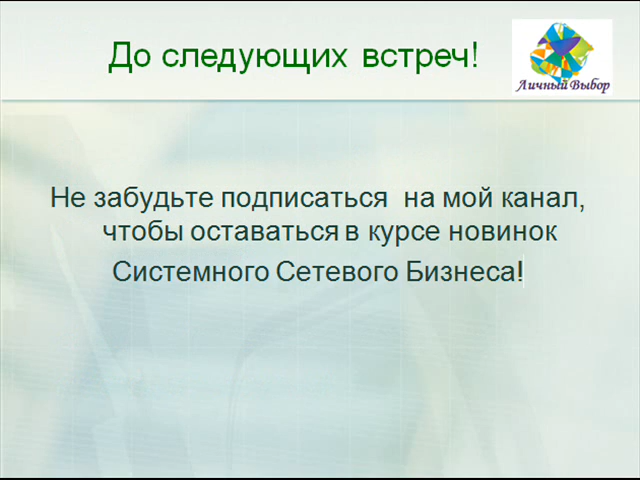 До следующих встреч!
Личный Выбор
Не забудьте подписаться на мой канал,
чтобы оставаться в курсе новинок
Системного Сетевого Бизнеса!